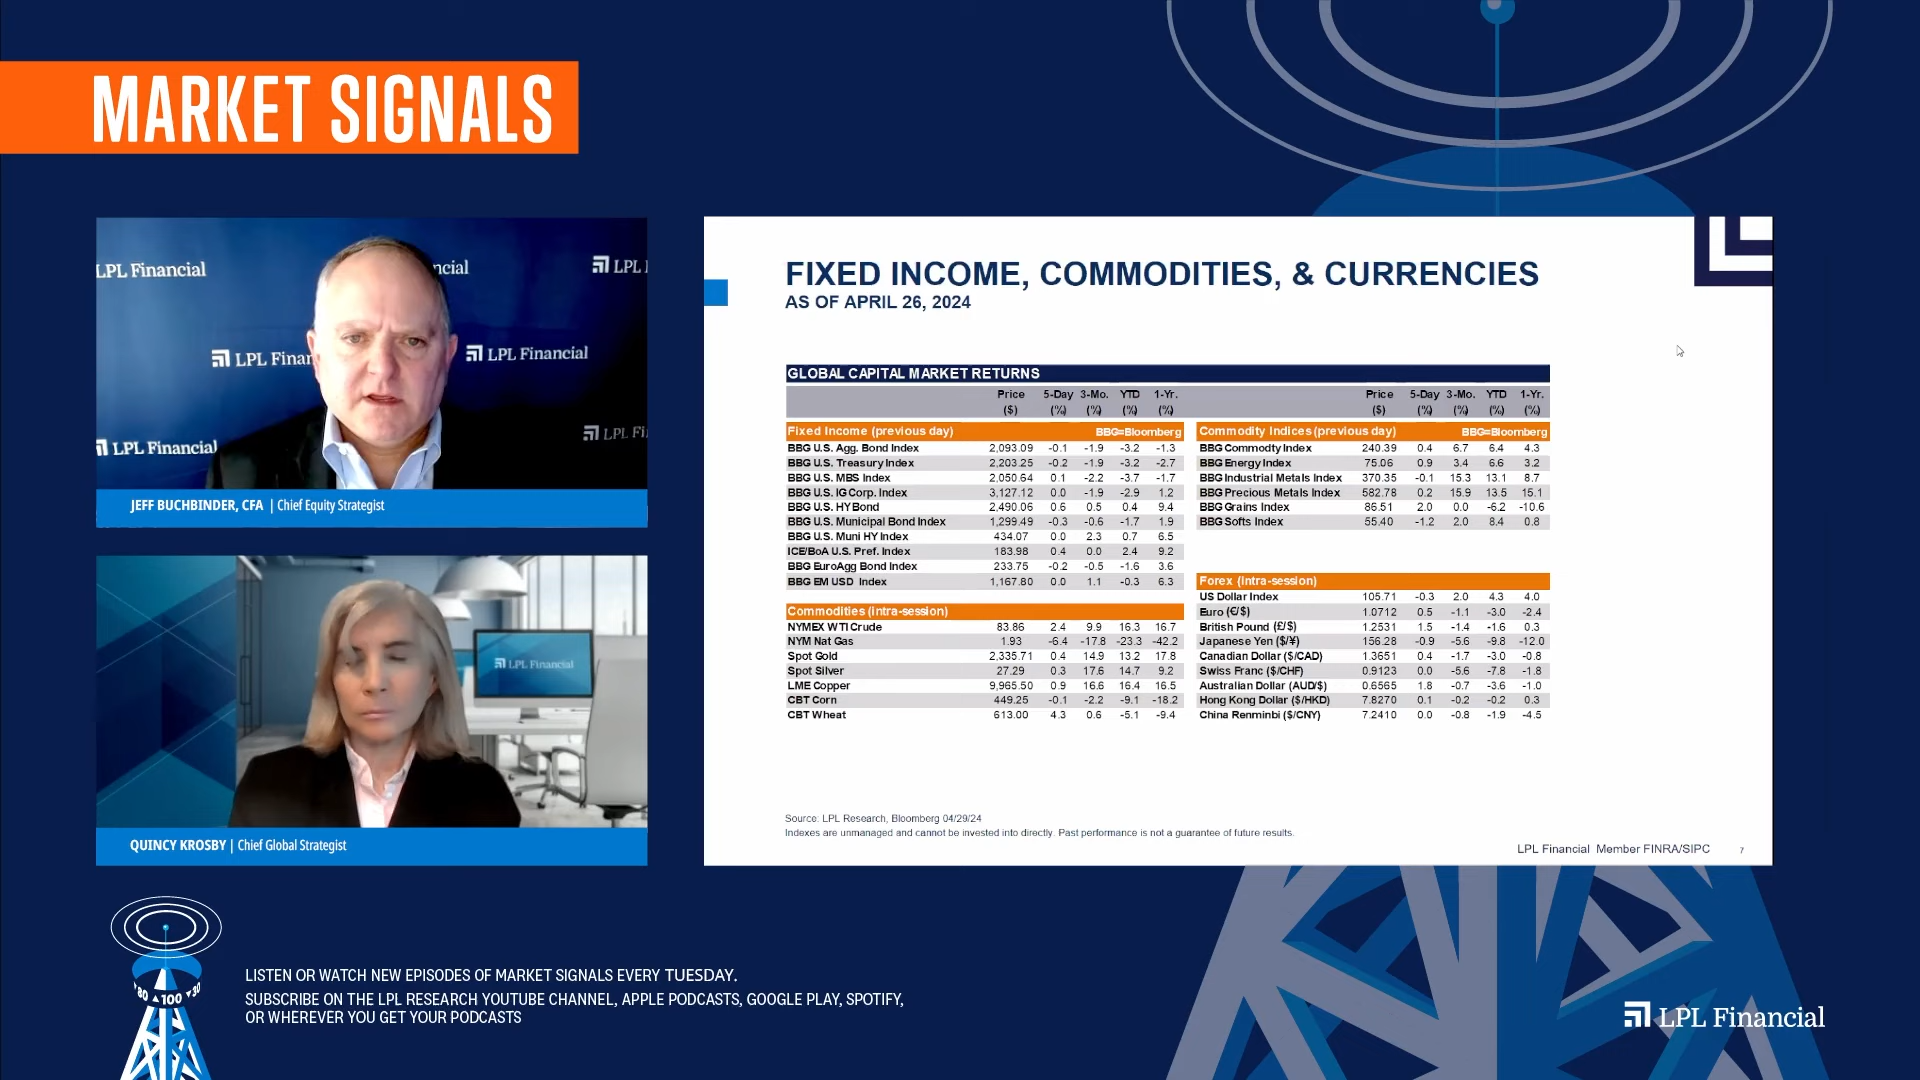 MARKET SIGNALS
LPL Financial
ncial
LPL
LPL Finan
LPL Financial
LPL Financial
LPL Fi
JEFF BUCHBINDER, CFA | Chief Equity Strategist
LPL Financial
QUINCY KROSBY | Chief Global Strategist
FIXED INCOME, COMMODITIES, & CURRENCIES
AS OF APRIL 26, 2024
GLOBAL CAPITAL MARKET RETURNS
Price 5-Day 3-Mo. YTD 1-Yr.
($) (%) (%) (%) (%)
Fixed Income (previous day) BBG=Bloomberg
BBG U.S. Agg. Bond Index 2,093.09 -0.1 -1.9 -3.2 -1.3
BBG U.S. Treasury Index 2,203.25 -0.2 -1.9 -3.2 -2.7
BBG U.S. MBS Index 2,050.64 0.1 -2.2 -3.7 -1.7
BBG U.S. IG Corp. Index 3,127.12 0.0 -1.9 -2.9 1.2
BBG U.S. HY Bond 2,490.06 0.6 0.5 0.4 9.4
BBG U.S. Municipal Bond Index 1,299.49 -0.3 -0.6 -1.7 1.9
BBG U.S. Muni HY Index 434.07 0.0 2.3 0.7 6.5
ICE/BoA U.S. Pref. Index 183.98 0.4 0.0 2.4 9.2
BBG EuroAgg Bond Index 233.75 -0.2 -0.5 -1.6 3.6
BBG EM USD Index 1,167.80 0.0 1.1 -0.3 6.3
Commodities (intra-session)
NYMEX WTI Crude 83.86 2.4 9.9 16.3 16.7
NYM Nat Gas 1.93 -6.4 -17.8 -23.3 -42.2
Spot Gold 2,335.71 0.4 14.9 13.2 17.8
Spot Silver 27.29 0.3 17.6 14.7 9.2
LME Copper 9,965.50 0.9 16.6 16.4 16.5
CBT Corn 449.25 -0.1 -2.2 -9.1 -18.2
CBT Wheat 613.00 4.3 0.6 -5.1 -9.4
Price 5-Day 3-Mo. YTD 1-Yr.
($) (%) (%) (%) (%)
Commodity Indices (previous day) BBG=Bloomberg
BBG Commodty Index 240.39 0.4 6.7 6.4 4.3
BBG Energy Index 75.06 0.9 3.4 6.6 3.2
BBG Industrial Metals Index 370.35 -0.1 15.3 13.1 8.7
BBG Precious Metals Index 582.78 0.2 15.9 13.5 15.1
BBG Grains Index 86.51 2.0 0.0 -6.2 -10.6
BBG Softs Index 55.40 -1.2 2.0 8.4 0.8
Forex (intra-session)
US Dollar Index 105.71 -0.3 2.0 4.3 4.0
Euro (€/$) 1.0712 0.5 -1.1 -3.0 -2.4
British Pound (£/$) 1.2531 1.5 -1.4 -1.6 0.3
Japanese Yen ($/¥) 156.28 -0.9 -5.6 -9.8 -12.0
Canadian Dollar ($/CAD) 1.3651 0.4 -1.7 -3.0 -0.8
Swiss Franc ($/CHF) 0.9123 0.0 -5.6 -7.8 -1.8
Australian Dollar (AUD/$) 0.6565 1.8 -0.7 -3.6 -1.0
Hong Kong Dollar ($/HKD) 7.8270 0.1 -0.2 -0.2 0.3
China Renminbi ($/CNY) 7.2410 0.0 -0.8 -1.9 -4.5
Source: LPL Research, Bloomberg 04/29/24
Indexes are unmanaged and cannot be invested into directly. Past performance is not a guarantee of future results.
LPL Financial Member FINRA/SIPC 7
80 ▲ 100 30
LISTEN OR WATCH NEW EPISODES OF MARKET SIGNALS EVERY TUESDAY.
SUBSCRIBE ON THE LPL RESEARCH YOUTUBE CHANNEL, APPLE PODCASTS, GOOGLE PLAY, SPOTIFY,
OR WHEREVER YOU GET YOUR PODCASTS
LPL Financial